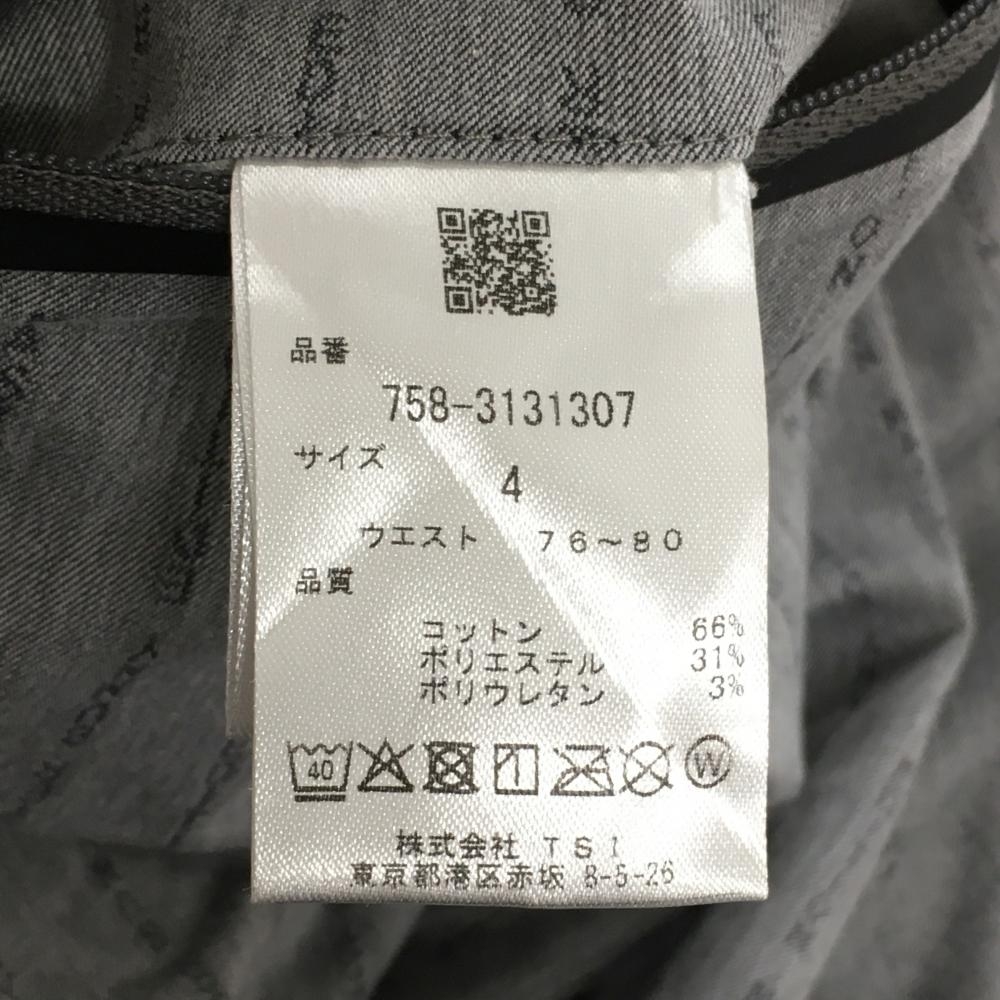 品番
758-3131307
サイズ
4
ウエスト 76～80
品質
コットン 66%
ポリエステル 31%
ポリウレタン 3%
40
W
株式会社 TSI
東京都港区赤坂 8-5-26